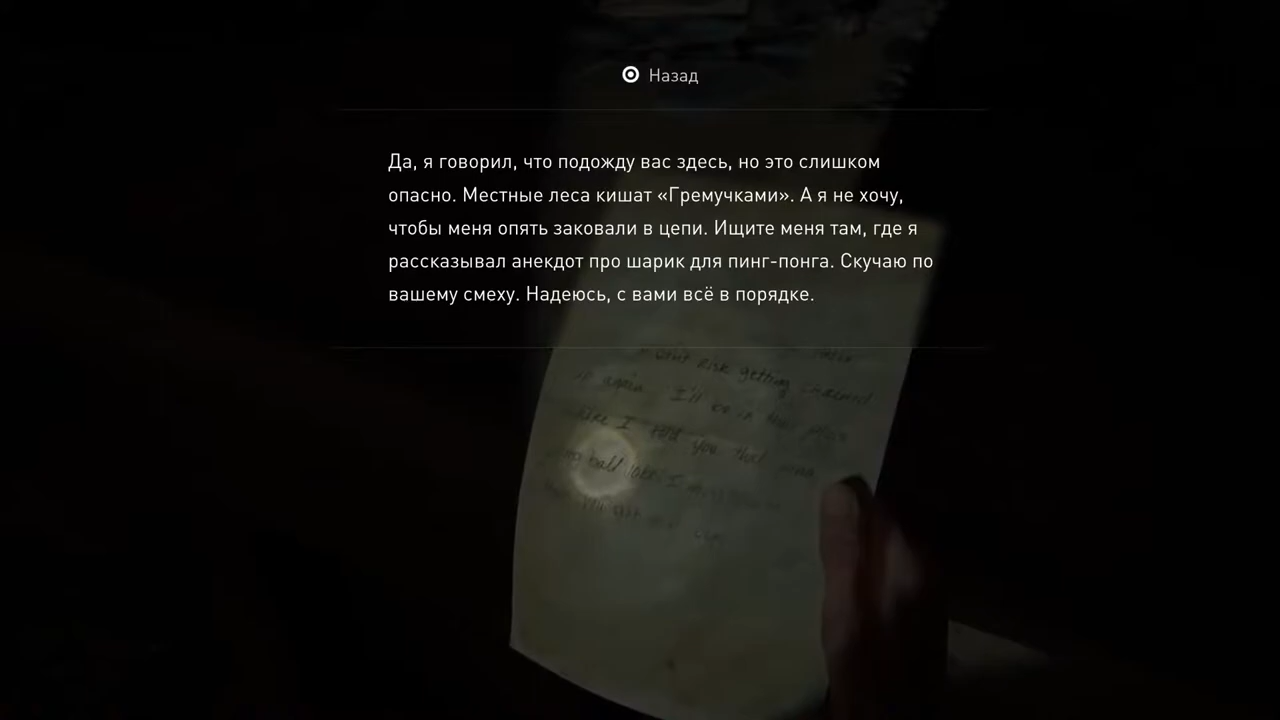 Назад
Да, я говорил, что подожду вас здесь, но это слишком
опасно. Местные леса кишат «Гремучками». А я не хочу,
чтобы меня опять заковали в цепи. Ищите меня там, где я
рассказывал анекдот про шарик для пинг-понга. Скучаю по
вашему смеху. Надеюсь, с вами всё в порядке.
risk getting
again. I'll be in
I told you that
ball